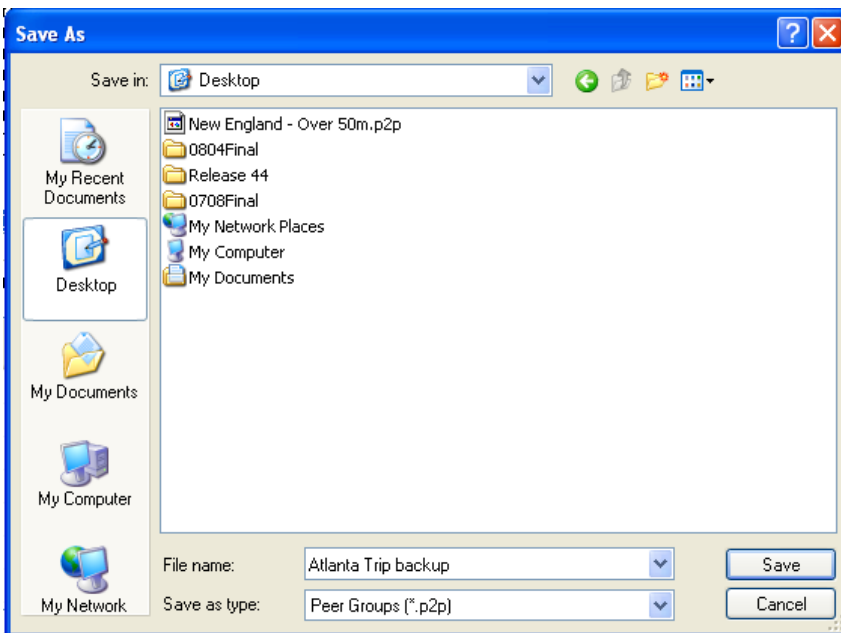 Save As
Save in:
Desktop
My Recent
Documents
Desktop
My Documents
My Computer
My Network
New England - Over 50m.p2p
0804Final
Release 44
0708Final
My Network Places
My Computer
My Documents
File name:
Atlanta Trip backup
Save
Save as type:
Peer Groups (*.p2p)
Cancel